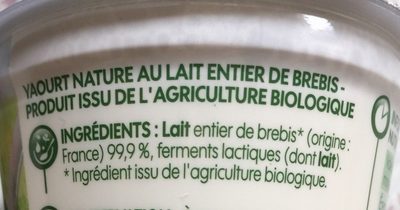 YAOURT NATURE AU LAIT ENTIER DE BREBIS -
PRODUIT ISSU DE L'AGRICULTURE BIOLOGIQUE
INGRÉDIENTS : Lait entier de brebis* (origine :
France) 99,9 %, ferments lactiques (dont lait).
* Ingrédient issu de l'agriculture biologique.